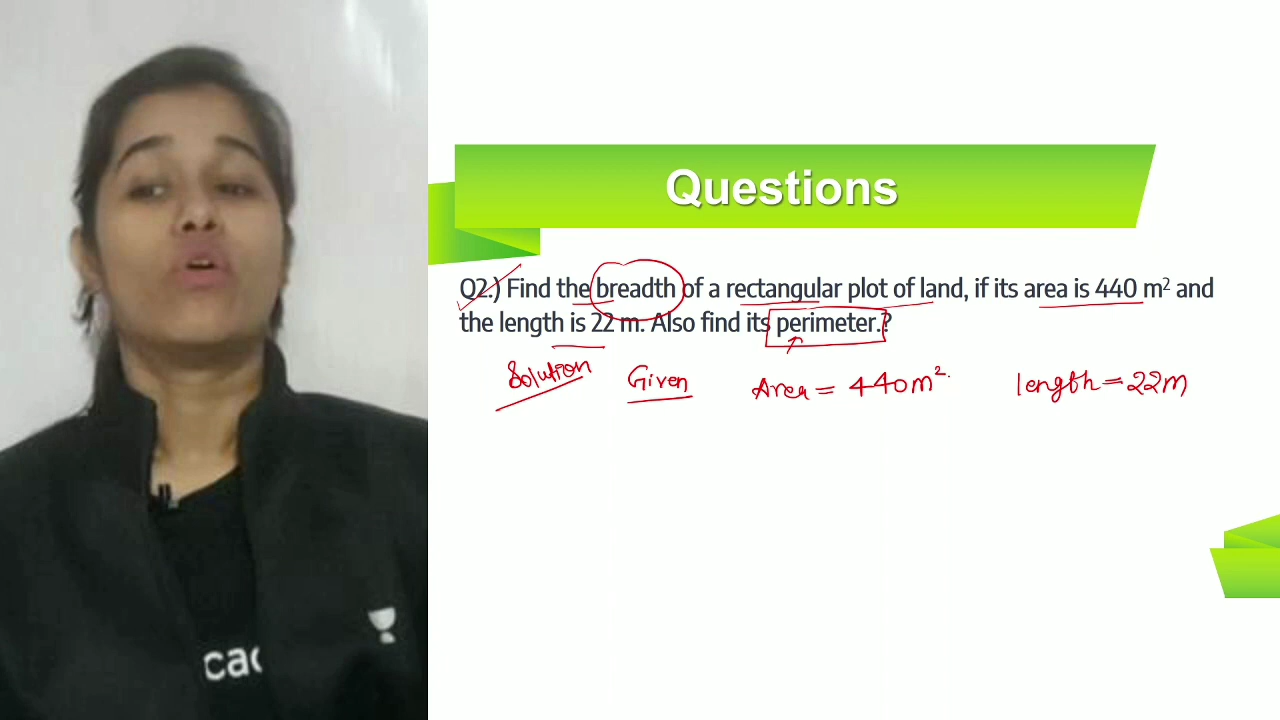 Questions
Q2.) Find the breadth of a rectangular plot of land, if its area is 440 m² and
the length is 22 m. Also find its perimeter.?
Solution Given Area = 440m². length = 22m
cac